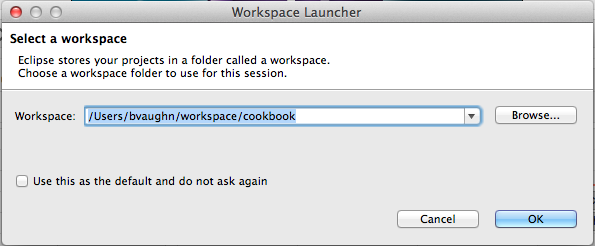 Workspace Launcher
Select a workspace
Eclipse stores your projects in a folder called a workspace.
Choose a workspace folder to use for this session.
Workspace: /Users/bvaughn/workspace/cookbook Browse...
Use this as the default and do not ask again
Cancel OK